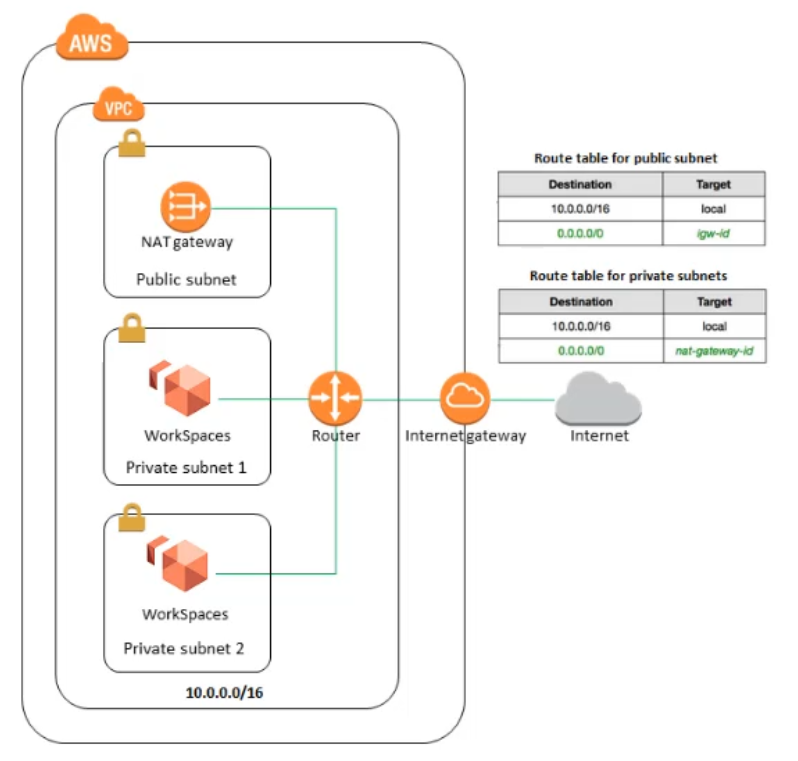 AWS
VPC
NAT gateway
Public subnet
WorkSpaces
Private subnet 1
WorkSpaces
Private subnet 2
10.0.0.0/16
Router
Internet gateway
Internet
Route table for public subnet
Destination Target
10.0.0.0/16 local
0.0.0.0/0 igw-id
Route table for private subnets
Destination Target
10.0.0.0/16 local
0.0.0.0/0 nat-gateway-id